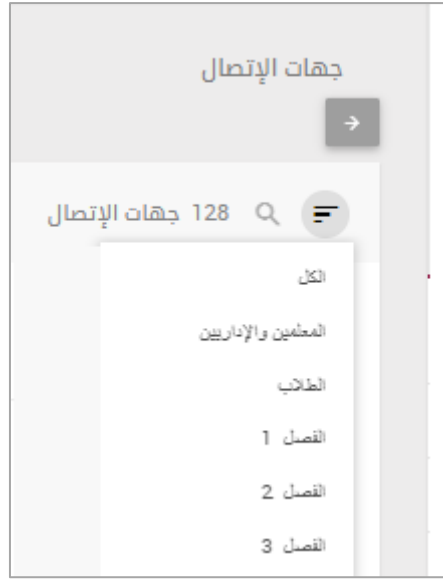 جهات الإتصال
128 جهات الإتصال
الكل
المعلمين والإداريين
الطلاب
الفصل 1
الفصل 2
الفصل 3